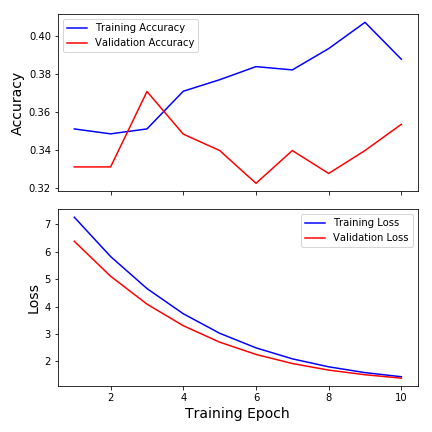 Training Accuracy
Validation Accuracy
0.40
0.38
0.36
0.34
0.32
Accuracy
Training Loss
Validation Loss
7
6
5
4
3
2
Loss
2
4
6
8
10
Training Epoch